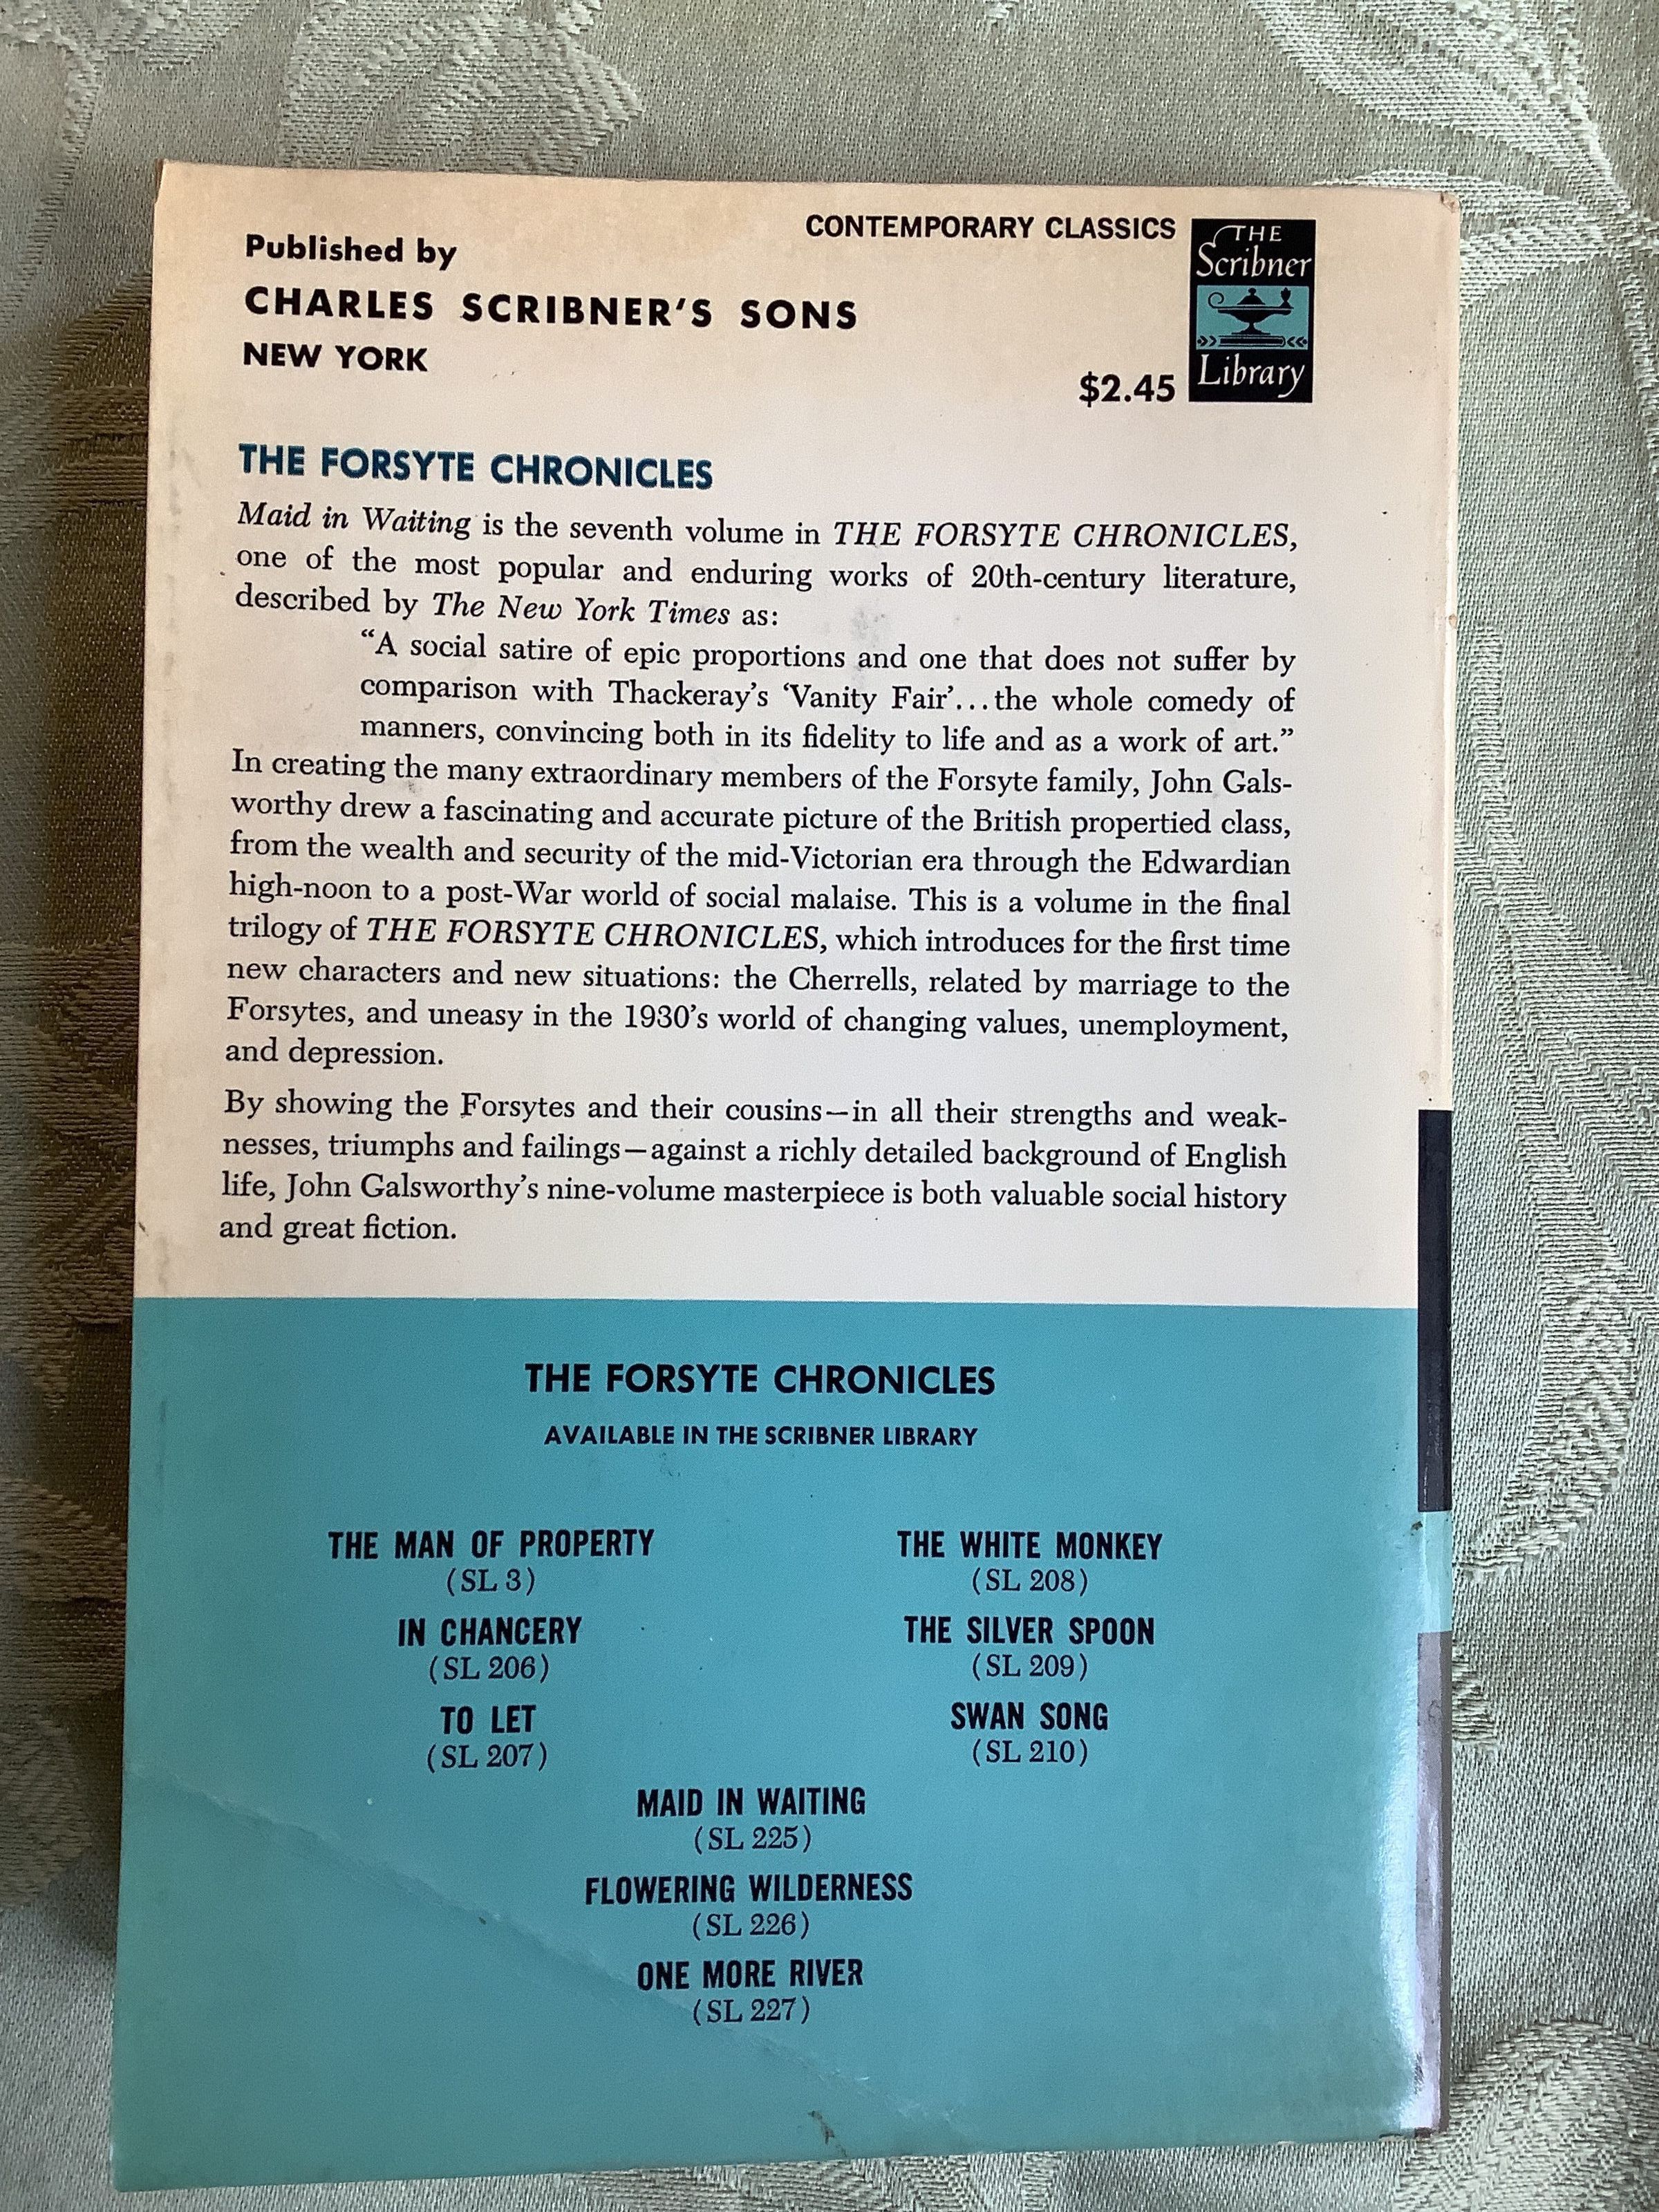 Published by
CHARLES SCRIBNER'S SONS
NEW YORK
CONTEMPORARY CLASSICS
$2.45
THE
Scribner
Library
THE FORSYTE CHRONICLES
Maid in Waiting is the seventh volume in THE FORSYTE CHRONICLES,
one of the most popular and enduring works of 20th-century literature,
described by The New York Times as:
“A social satire of epic proportions and one that does not suffer by
comparison with Thackeray’s ‘Vanity Fair’...the whole comedy of
manners, convincing both in its fidelity to life and as a work of art.”
In creating the many extraordinary members of the Forsyte family, John Gals-
worthy drew a fascinating and accurate picture of the British propertied class,
from the wealth and security of the mid-Victorian era through the Edwardian
high-noon to a post-War world of social malaise. This is a volume in the final
trilogy of THE FORSYTE CHRONICLES, which introduces for the first time
new characters and new situations: the Cherrells, related by marriage to the
Forsytes, and uneasy in the 1930’s world of changing values, unemployment,
and depression.
By showing the Forsytes and their cousins—in all their strengths and weak-
nesses, triumphs and failings—against a richly detailed background of English
life, John Galsworthy’s nine-volume masterpiece is both valuable social history
and great fiction.
THE FORSYTE CHRONICLES
AVAILABLE IN THE SCRIBNER LIBRARY
THE MAN OF PROPERTY
(SL 3)
IN CHANCERY
(SL 206)
TO LET
(SL 207)
THE WHITE MONKEY
(SL 208)
THE SILVER SPOON
(SL 209)
SWAN SONG
(SL 210)
MAID IN WAITING
(SL 225)
FLOWERING WILDERNESS
(SL 226)
ONE MORE RIVER
(SL 227)